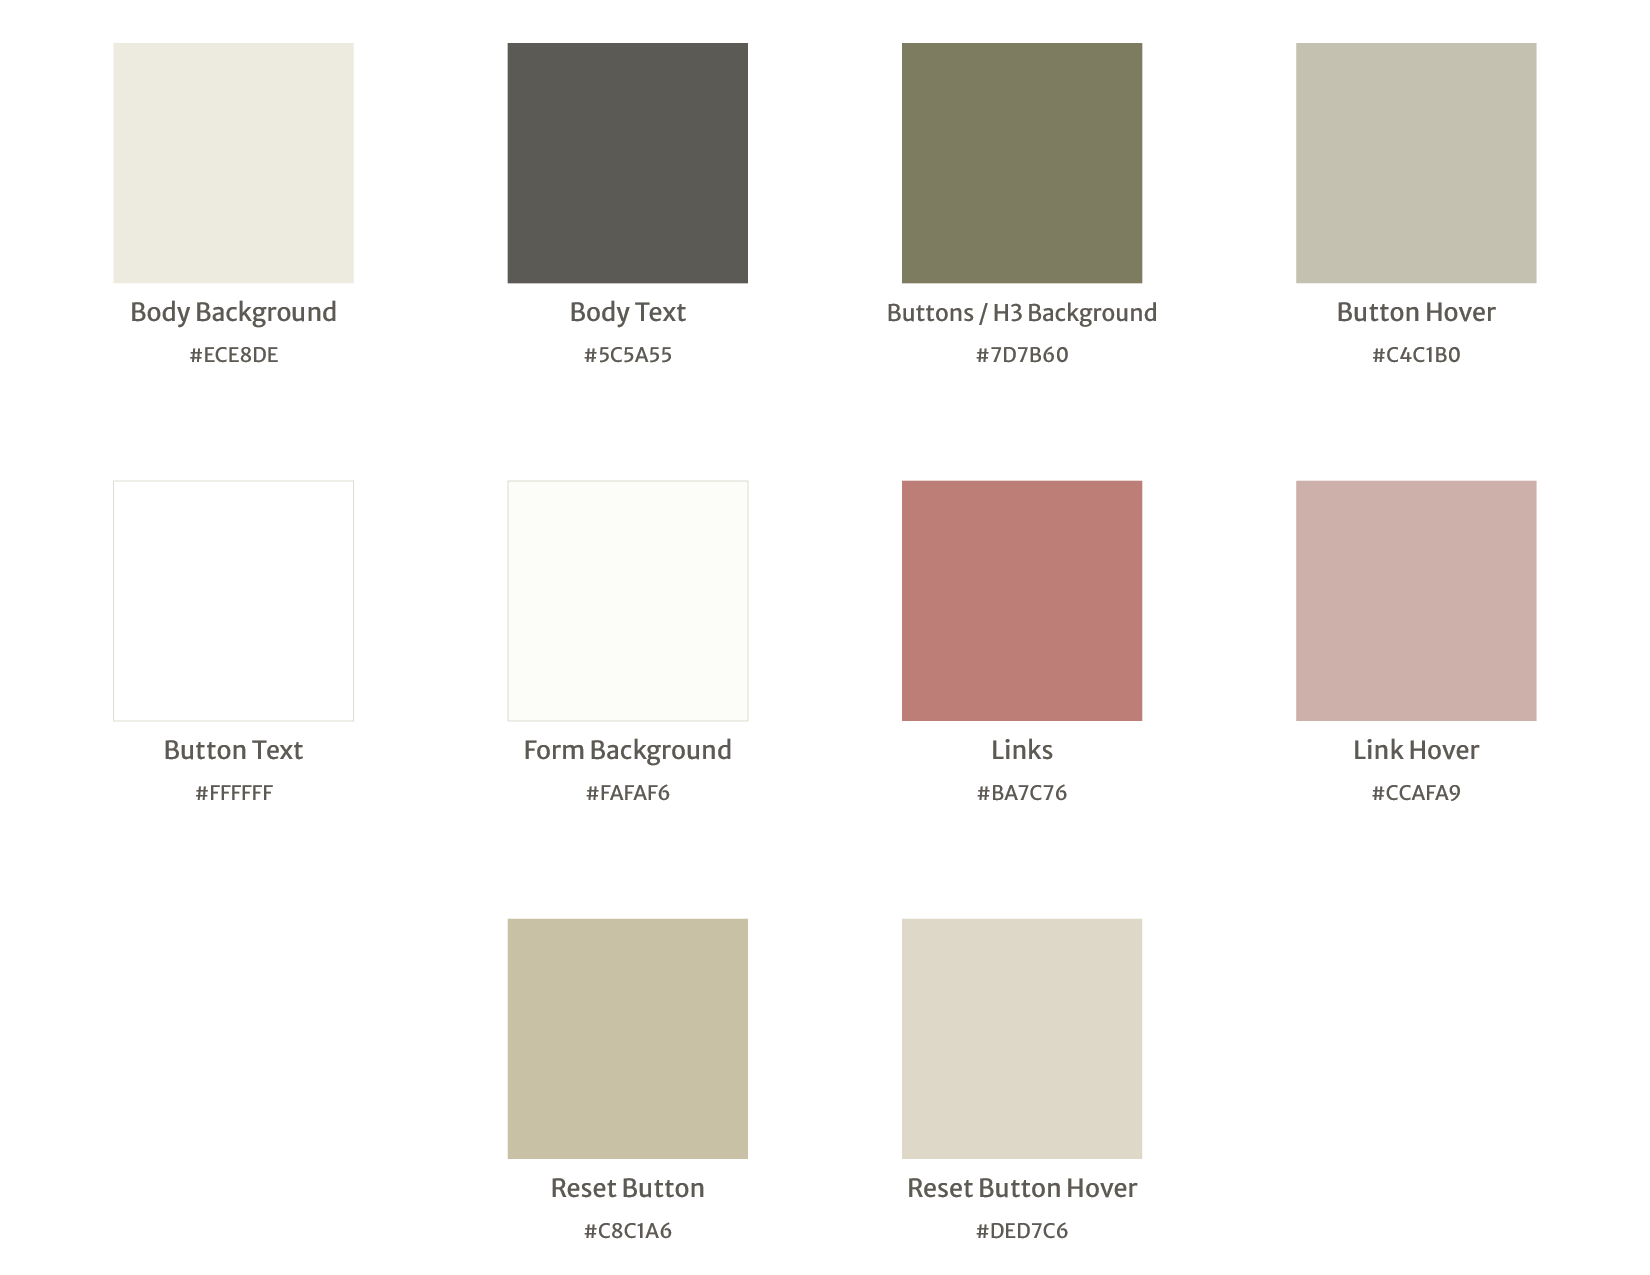 Body Background
#ECE8DE
Body Text
#5C5A55
Buttons / H3 Background
#7D7B60
Button Hover
#C4C1B0
Button Text
#FFFFFF
Form Background
#FAFAF6
Links
#BA7C76
Link Hover
#CCAFA9
Reset Button
#C8C1A6
Reset Button Hover
#DED7C6